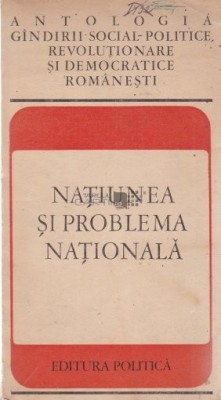 ANTOLOGIA
GÎNDIRII SOCIAL-POLITICE,
REVOLUȚIONARE
ȘI DEMOCRATICE
ROMÂNEȘTI
NAȚIUNEA
ȘI PROBLEMA
NAȚIONALĂ
EDITURA POLITICĂ